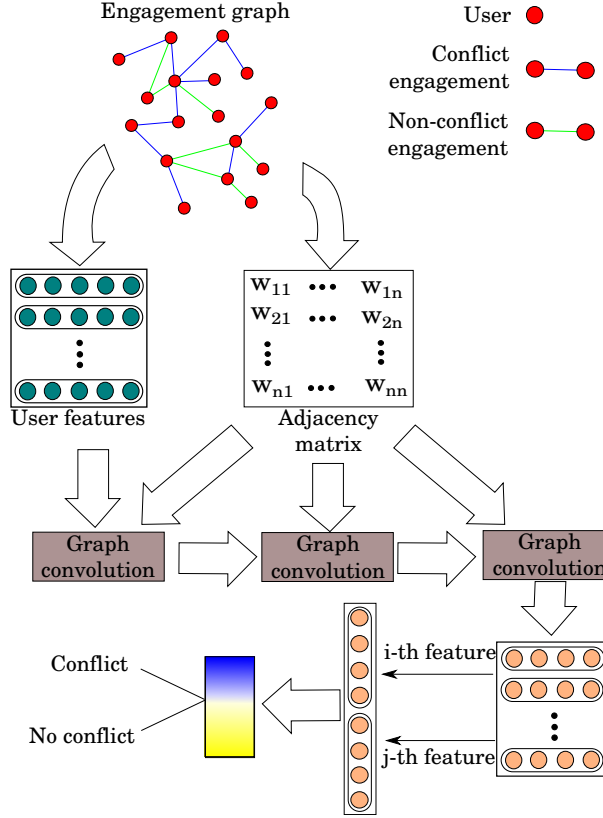 Engagement graph
User
Conflict
engagement
Non-conflict
engagement
w11 ••• w1n
w21 ••• w2n
wn1 ••• wnn
User features
Adjacency
matrix
Graph
convolution
Graph
convolution
Graph
convolution
i-th feature
j-th feature
Conflict
No conflict